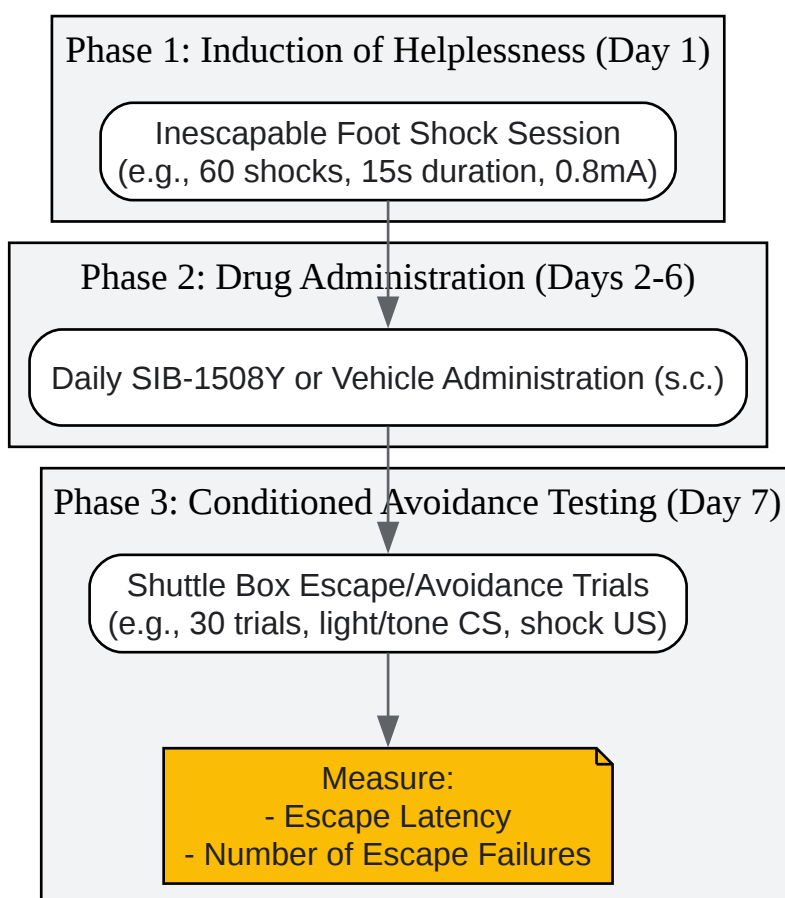 Phase 1: Induction of Helplessness (Day 1)
Inescapable Foot Shock Session
(e.g., 60 shocks, 15s duration, 0.8mA)
Phase 2: Drug Administration (Days 2-6)
Daily SIB-1508Y or Vehicle Administration (s.c.)
Phase 3: Conditioned Avoidance Testing (Day 7)
Shuttle Box Escape/Avoidance Trials
(e.g., 30 trials, light/tone CS, shock US)
Measure:
- Escape Latency
- Number of Escape Failures